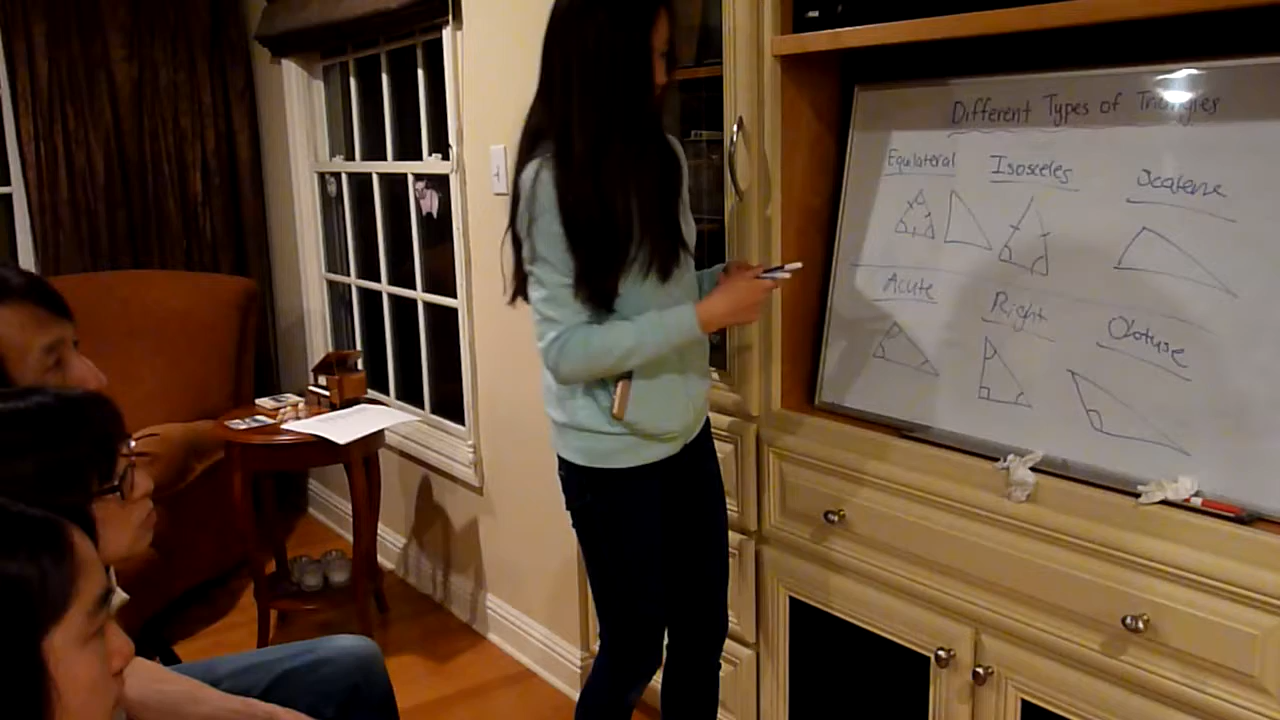 Different Types of Triangles
Equilateral Isosceles Scalene
Acute Right Obtuse